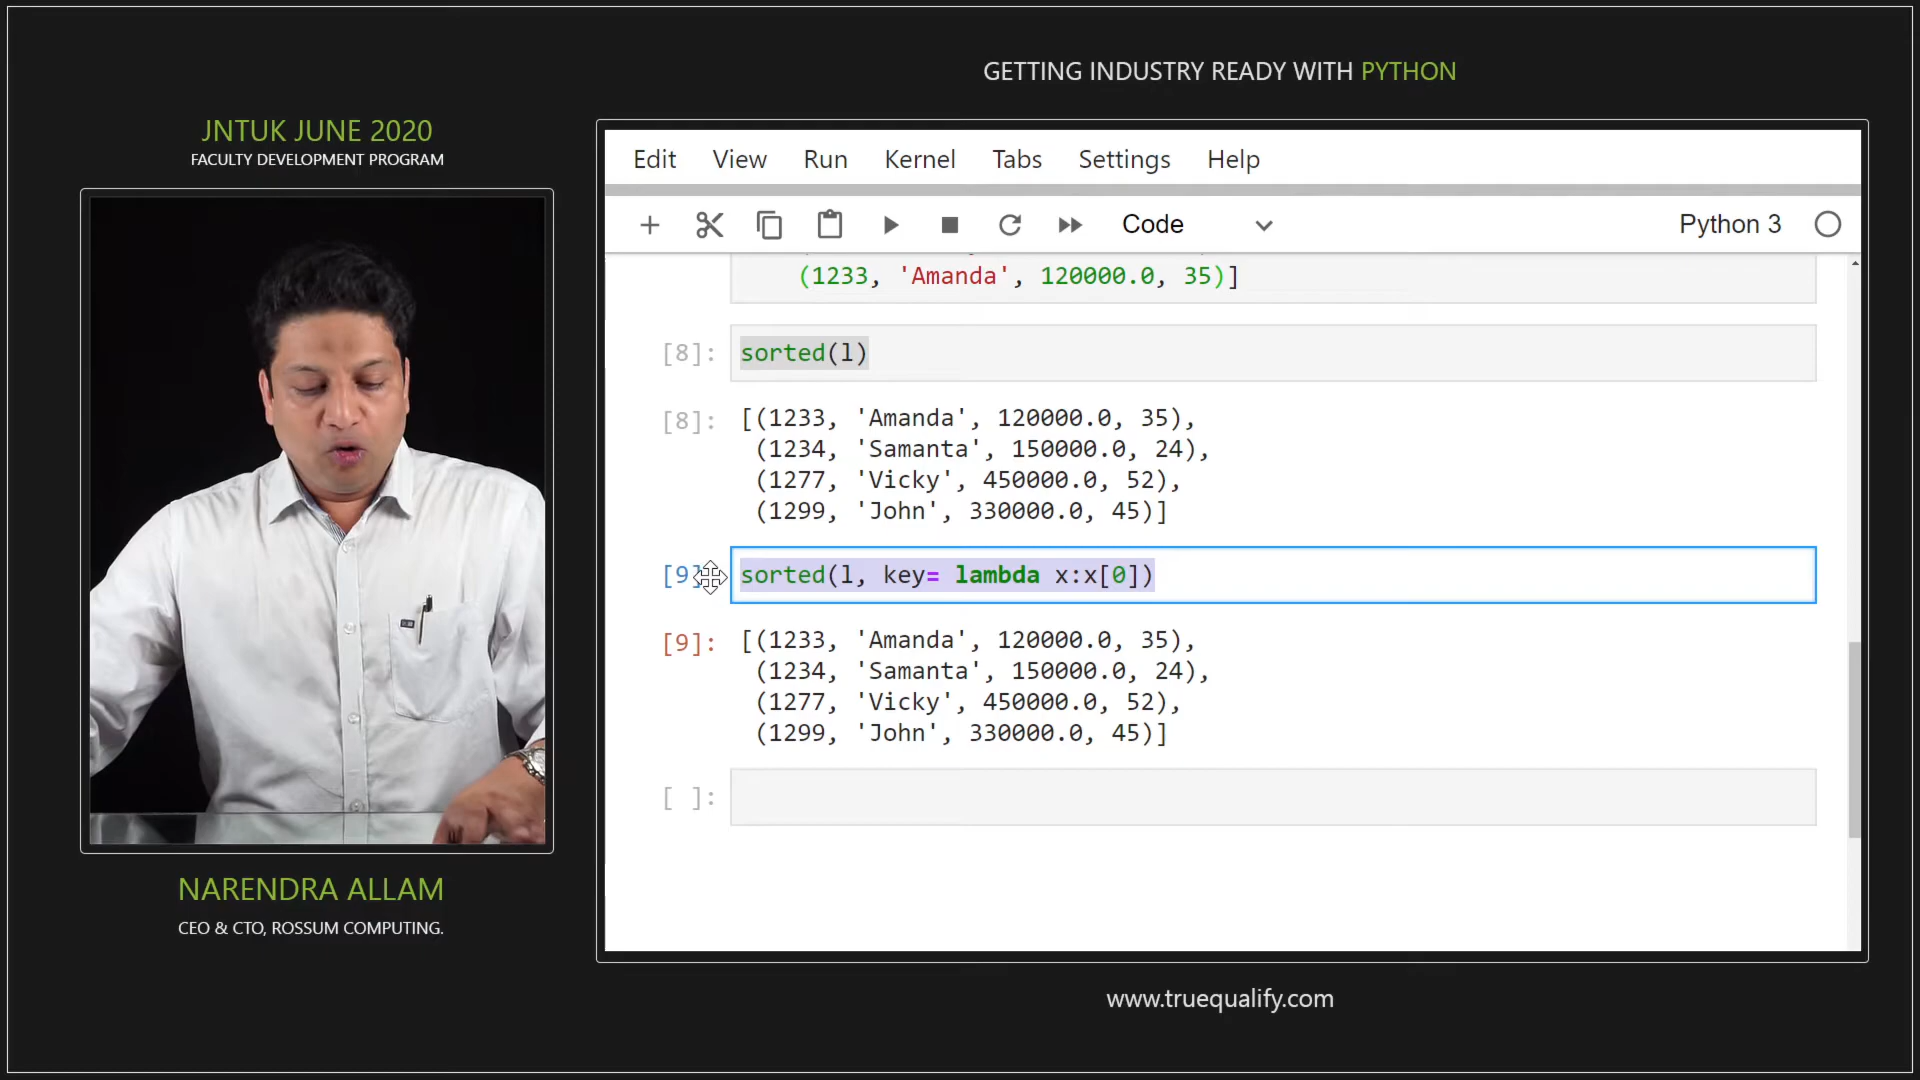 GETTING INDUSTRY READY WITH PYTHON
JNTUK JUNE 2020
FACULTY DEVELOPMENT PROGRAM
Edit View Run Kernel Tabs Settings Help
Code
Python 3
(1233, 'Amanda', 120000.0, 35)]
[8]: sorted(l)
[8]: [(1233, 'Amanda', 120000.0, 35),
(1234, 'Samanta', 150000.0, 24),
(1277, 'Vicky', 450000.0, 52),
(1299, 'John', 330000.0, 45)]
[9] sorted(l, key= lambda x:x[0])
[9]: [(1233, 'Amanda', 120000.0, 35),
(1234, 'Samanta', 150000.0, 24),
(1277, 'Vicky', 450000.0, 52),
(1299, 'John', 330000.0, 45)]
[ ]:
NARENDRA ALLAM
CEO & CTO, ROSSUM COMPUTING.
www.truequalify.com